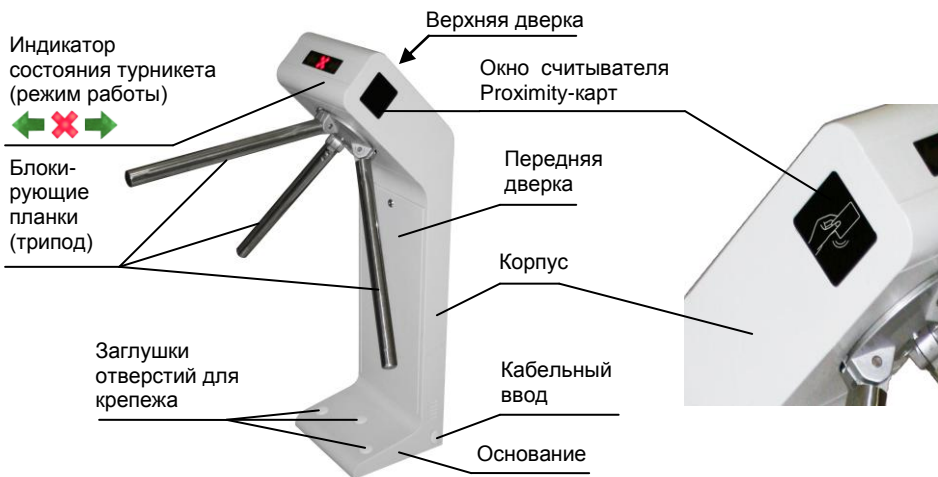 Верхняя дверка
Индикатор
состояния турникета
(режим работы)
Окно считывателя
Proximity-карт
Блоки-
рующие
планки
(трипод)
Передняя
дверка
Корпус
Заглушки
отверстий для
крепежа
Кабельный
ввод
Основание